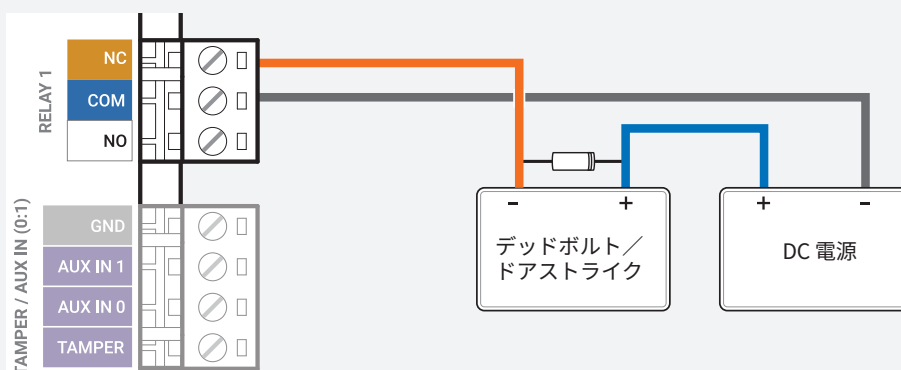 RELAY 1
NC
COM
NO
TAMPER / AUX IN (0:1)
GND
AUX IN 1
AUX IN 0
TAMPER
- +
デッドボルト／
ドアストライク
+ -
DC 電源